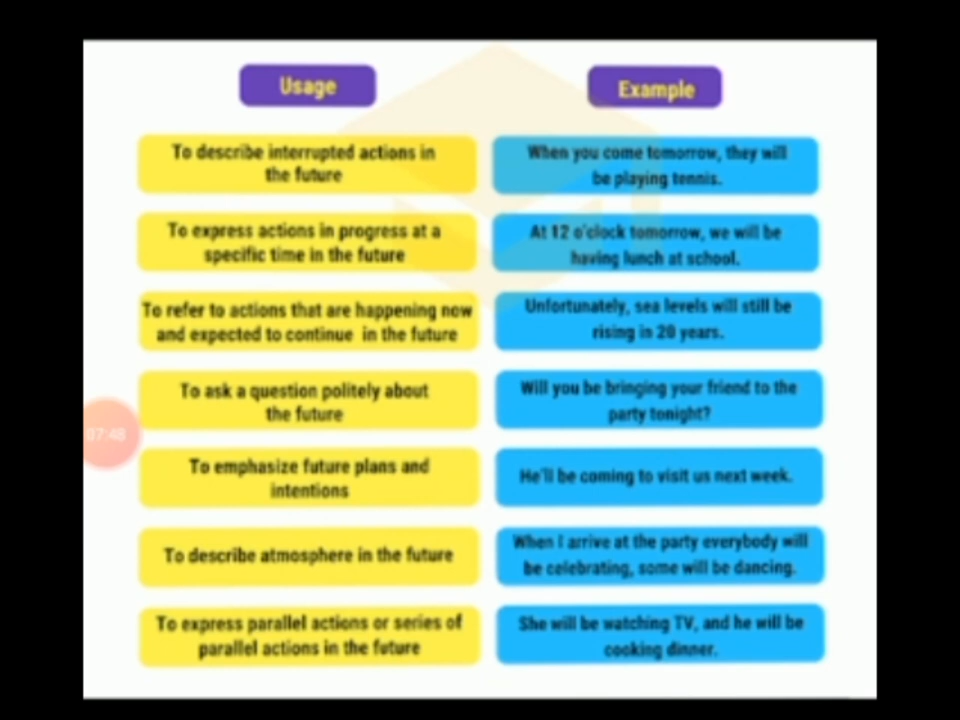 Usage
Example
To describe interrupted actions in
the future
When you come tomorrow, they will
be playing tennis.
To express actions in progress at a
specific time in the future
At 12 o'clock tomorrow, we will be
having lunch at school.
To refer to actions that are happening now
and expected to continue in the future
Unfortunately, sea levels will still be
rising in 20 years.
To ask a question politely about
the future
Will you be bringing your friend to the
party tonight?
07:48
To emphasize future plans and
intentions
He'll be coming to visit us next week.
To describe atmosphere in the future
When I arrive at the party everybody will
be celebrating, some will be dancing.
To express parallel actions or series of
parallel actions in the future
She will be watching TV, and he will be
cooking dinner.